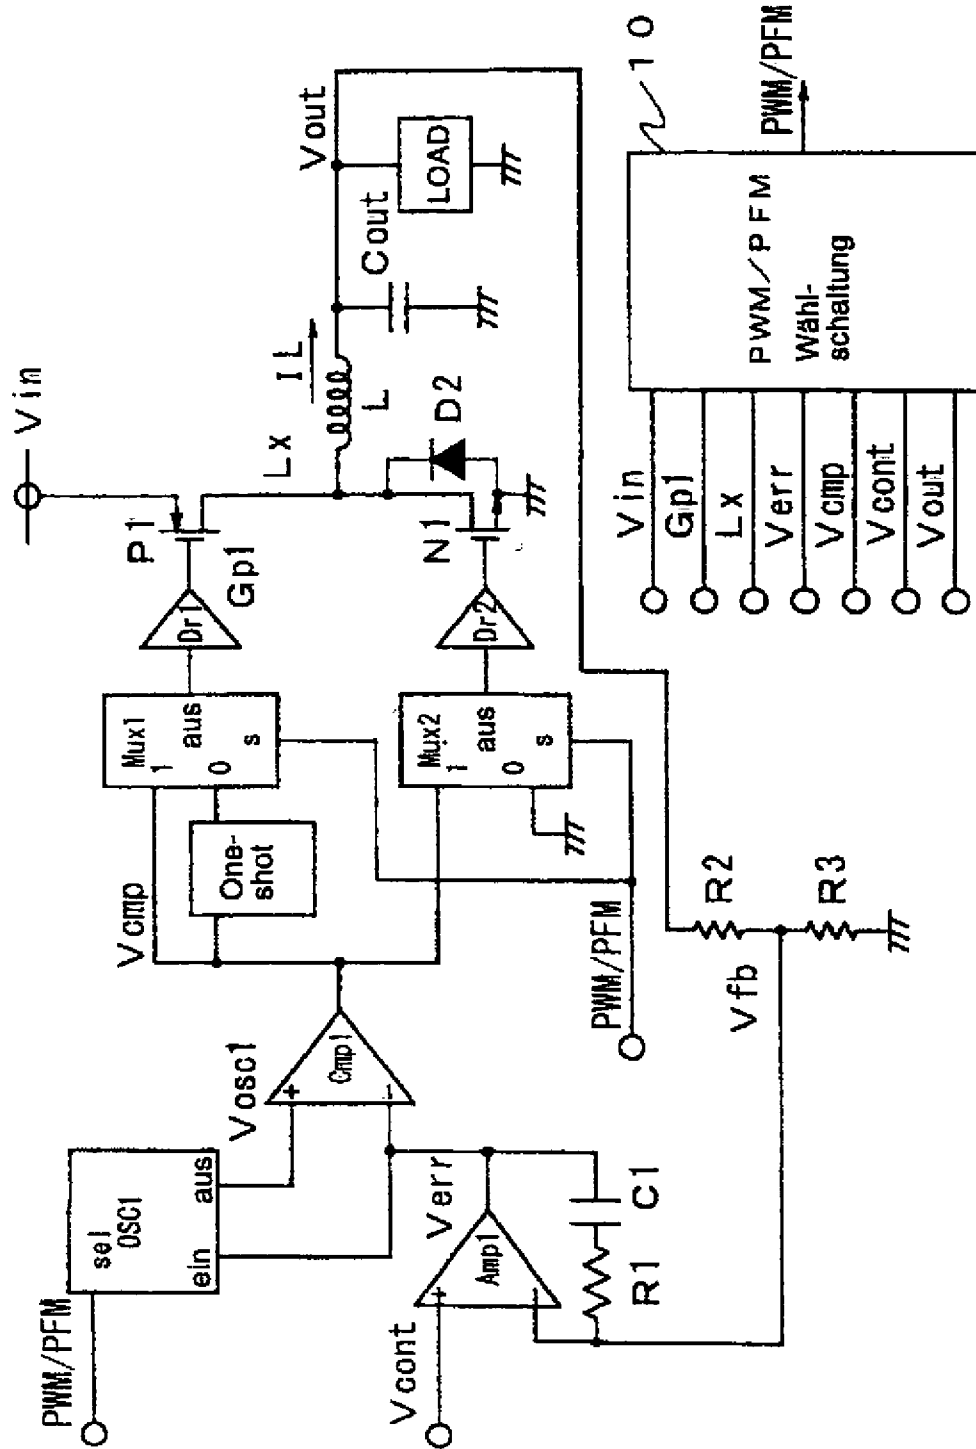 PWM/PFM
sel
OSC1
ein
aus
Vosc1
Vcont
Amp1
Verr
R1
C1
Cmp1
Vcmp
One-
shot
Mux1
1
aus
0
s
Mux2
1
aus
0
s
PWM/PFM
Dr1
Gp1
Dr2
P1
N1
Vin
Lx
D2
L
IL
Cout
LOAD
Vout
Vfb
R2
R3
Vin
Gp1
Lx
Verr
Vcmp
Vcont
Vout
PWM/PFM
Wähl-
schaltung
10
PWM/PFM